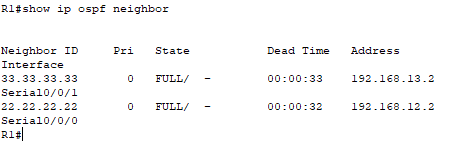 R1#show ip ospf neighbor
Neighbor ID Pri State Dead Time Address
Interface
33.33.33.33 0 FULL/ - 00:00:33 192.168.13.2
Serial0/0/1
22.22.22.22 0 FULL/ - 00:00:32 192.168.12.2
Serial0/0/0
R1#